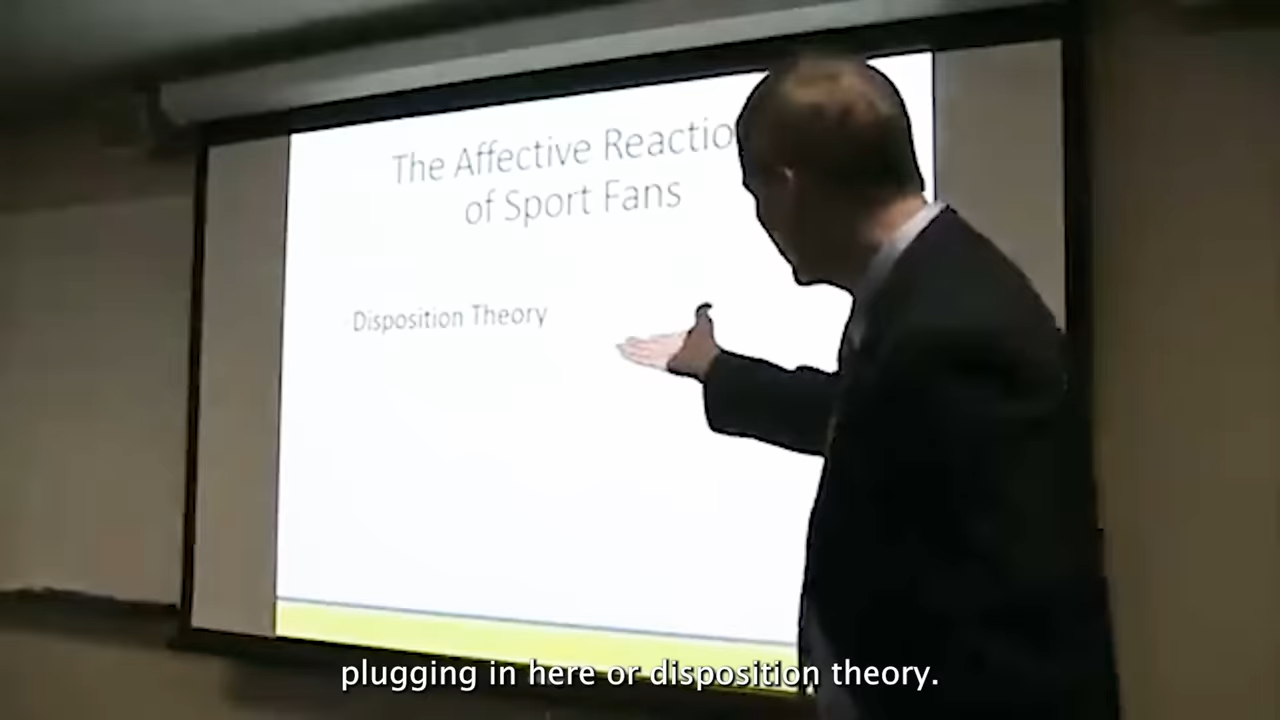 The Affective Reactio
of Sport Fans
Disposition Theory
plugging in here or disposition theory.